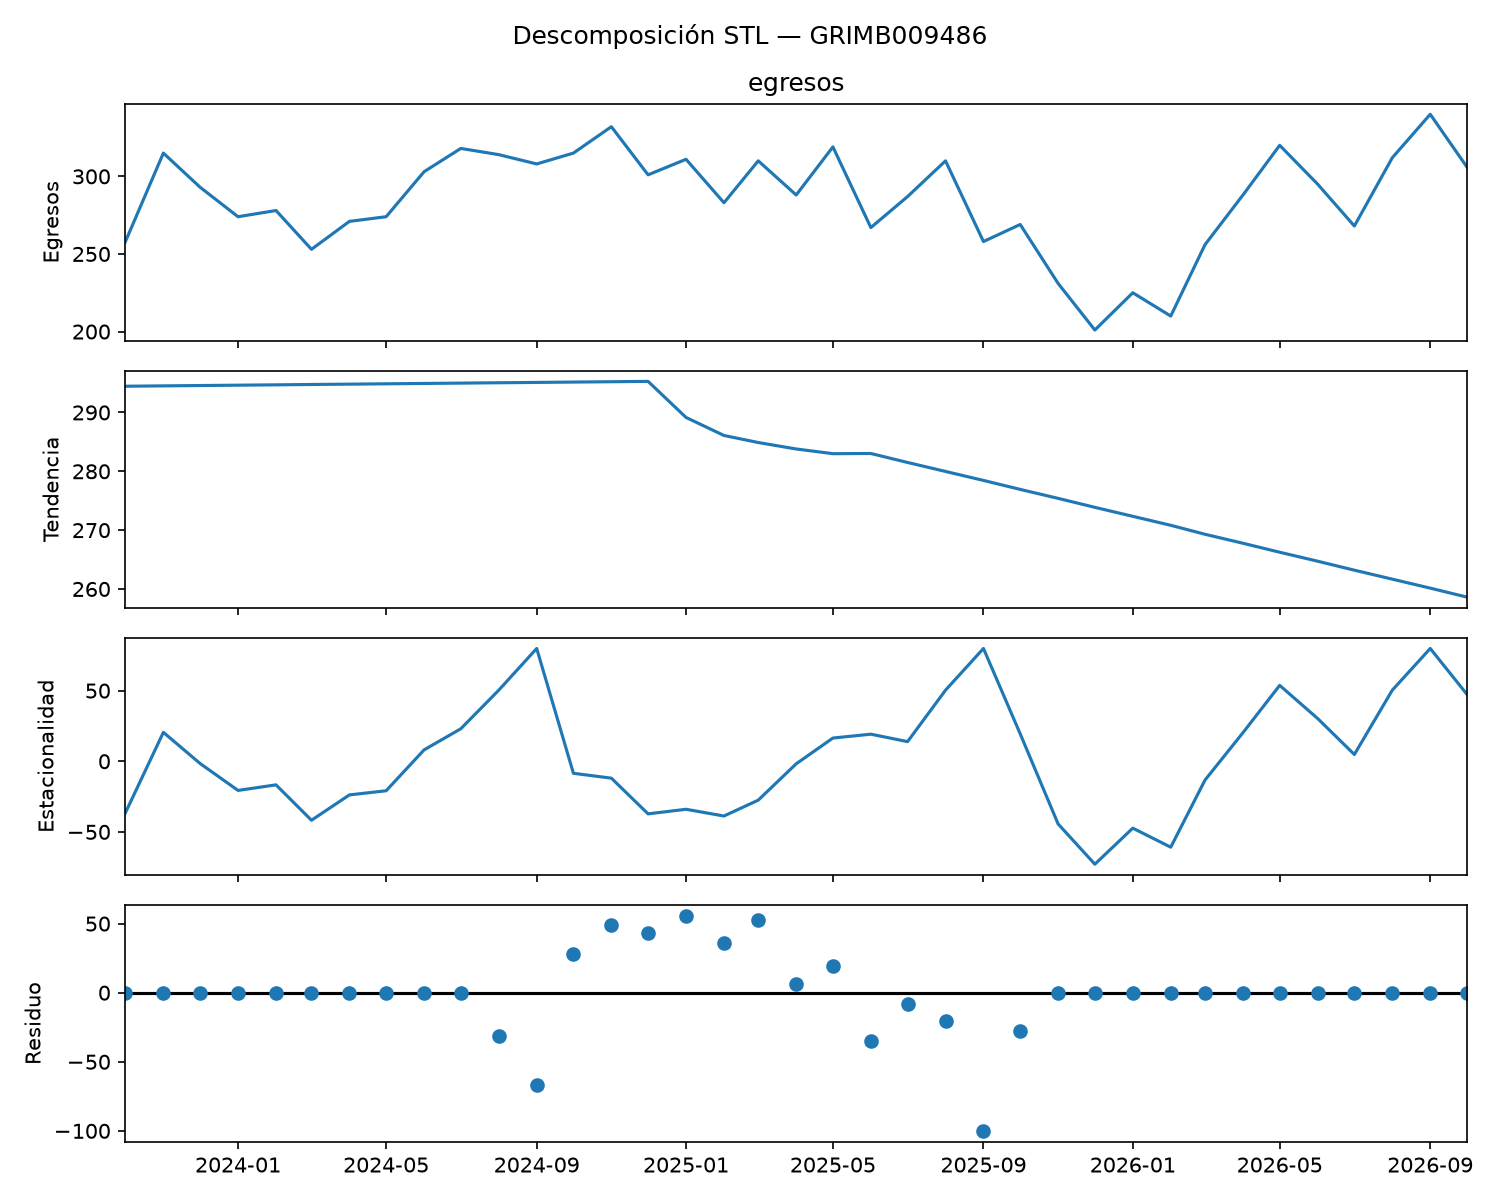 Descomposición STL — GRIMB009486
egresos
Egresos
300
250
200
Tendencia
290
280
270
260
Estacionalidad
50
0
−50
Residuo
50
0
−50
−100
2024-01 2024-05 2024-09 2025-01 2025-05 2025-09 2026-01 2026-05 2026-09